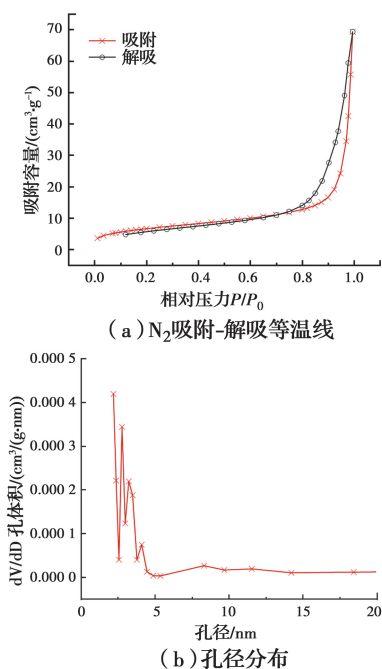 70
60
50
40
30
20
10
0
吸附容量/(cm³·g⁻¹)
吸附
解吸
0.0 0.2 0.4 0.6 0.8 1.0
相对压力P/P₀
(a)N₂吸附-解吸等温线
0.000 5
0.000 4
0.000 3
0.000 2
0.000 1
0.000 0
dV/dD 孔体积/(cm³/(g·nm))
0 5 10 15 20
孔径/nm
(b)孔径分布